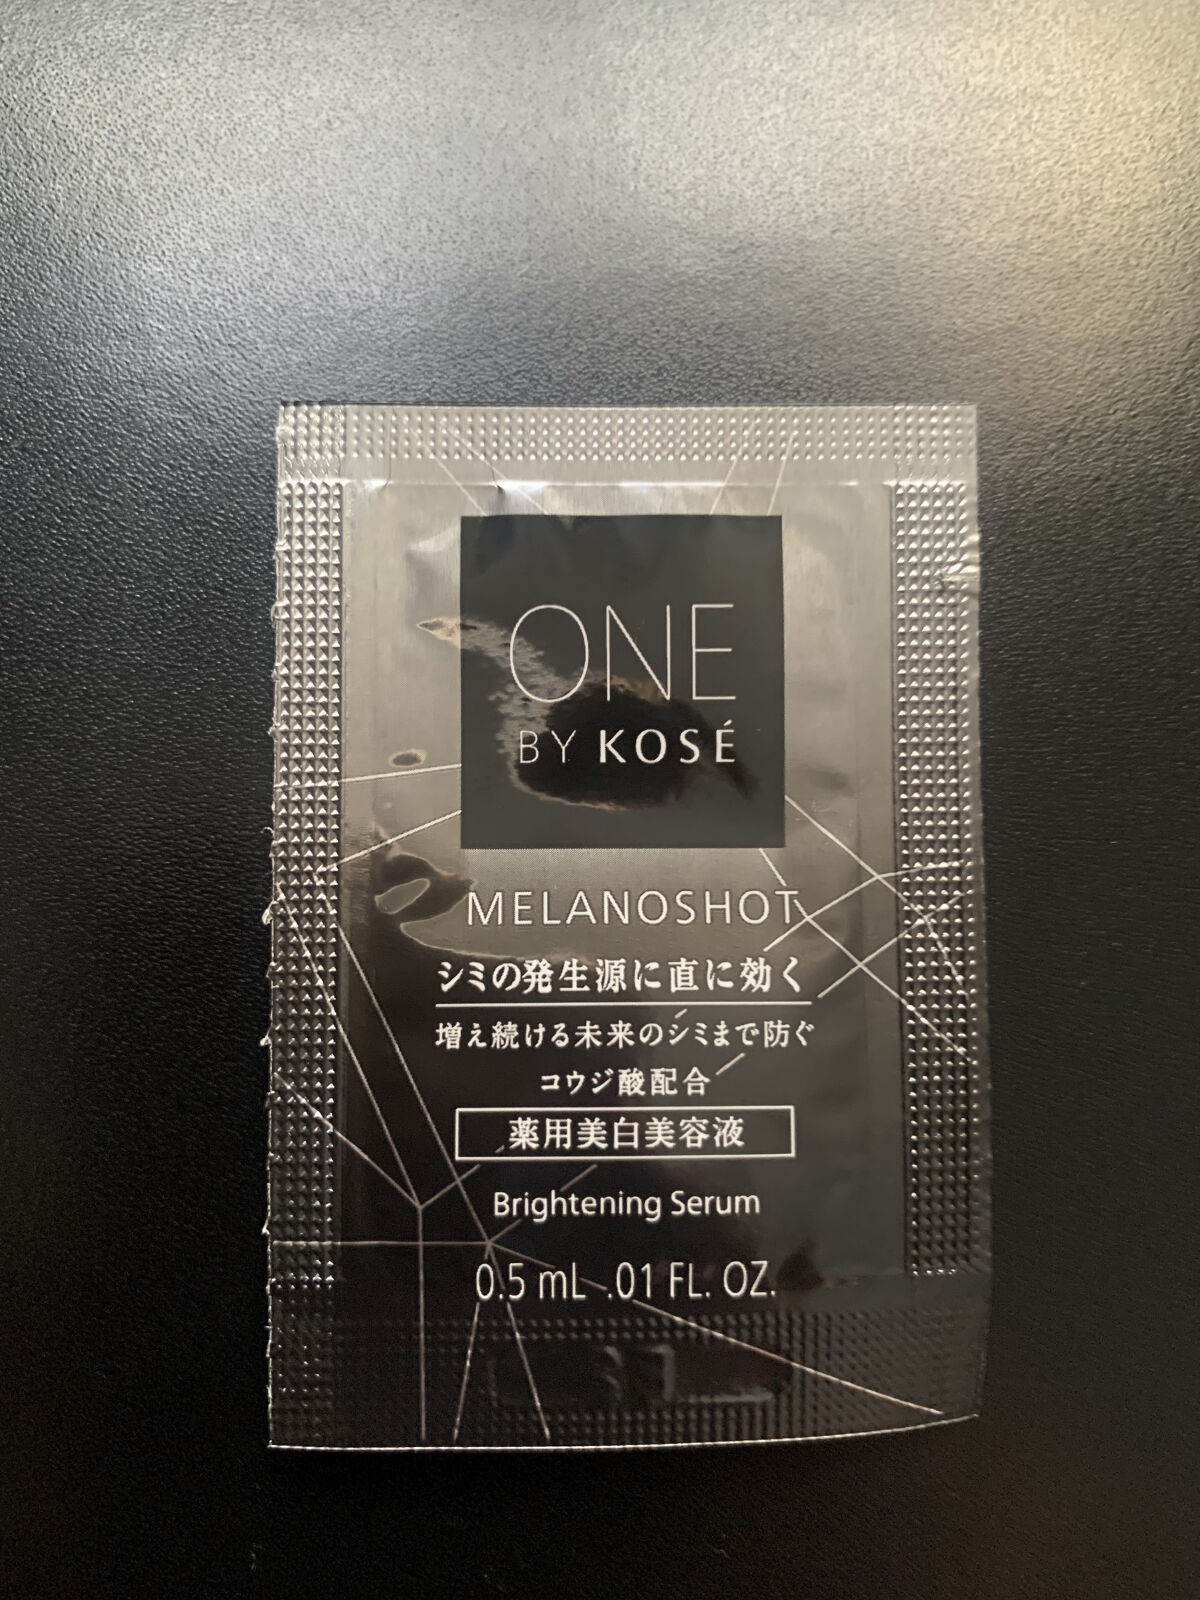 ONE
BY KOSÉ
MELANOSHOT
シミの発生源に直に効く
増え続ける未来のシミまで防ぐ
コウジ酸配合
薬用美白美容液
Brightening Serum
0.5 mL .01 FL. OZ.